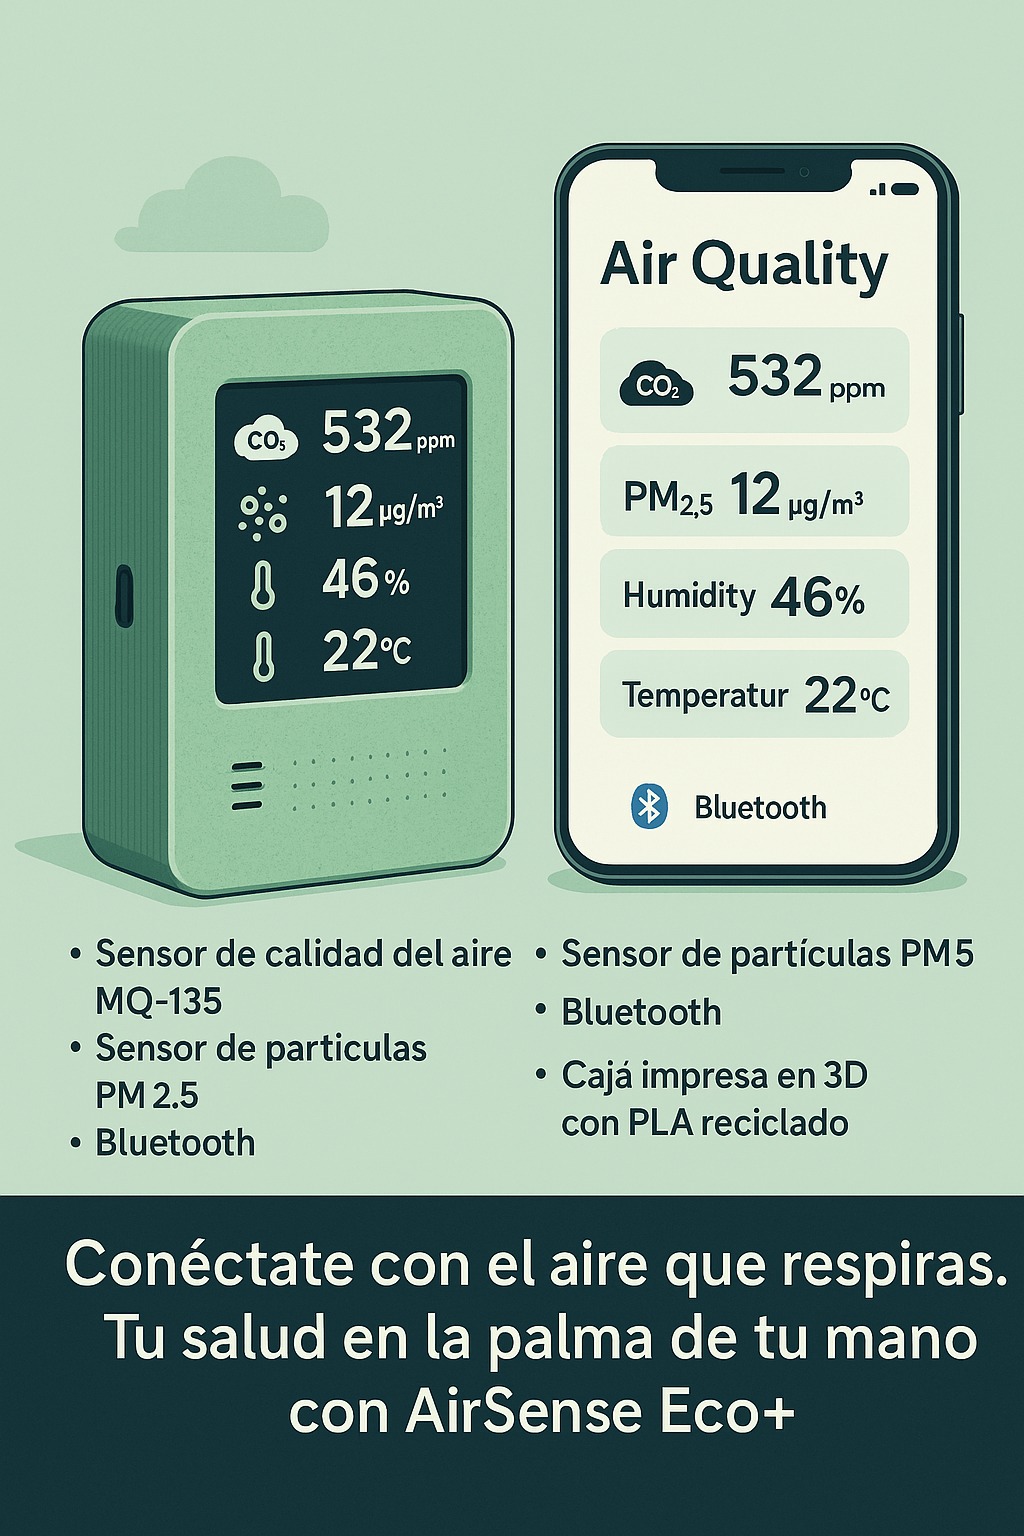 CO₅ 532 ppm
12 µg/m³
46 %
22 °C
Air Quality
CO₂ 532 ppm
PM2,5 12 µg/m³
Humidity 46%
Temperatur 22 °C
Bluetooth
• Sensor de calidad del aire
MQ-135
• Sensor de particulas
PM 2.5
• Bluetooth
• Sensor de partículas PM5
• Bluetooth
• Cajá impresa en 3D
con PLA reciclado
Conéctate con el aire que respiras.
Tu salud en la palma de tu mano
con AirSense Eco+